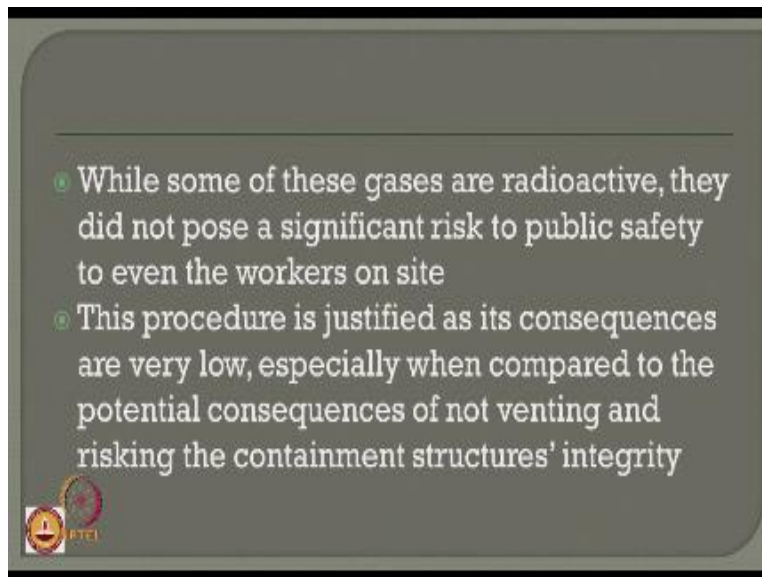 While some of these gases are radioactive, they
did not pose a significant risk to public safety
to even the workers on site
This procedure is justified as its consequences
are very low, especially when compared to the
potential consequences of not venting and
risking the containment structures' integrity
NPTEL